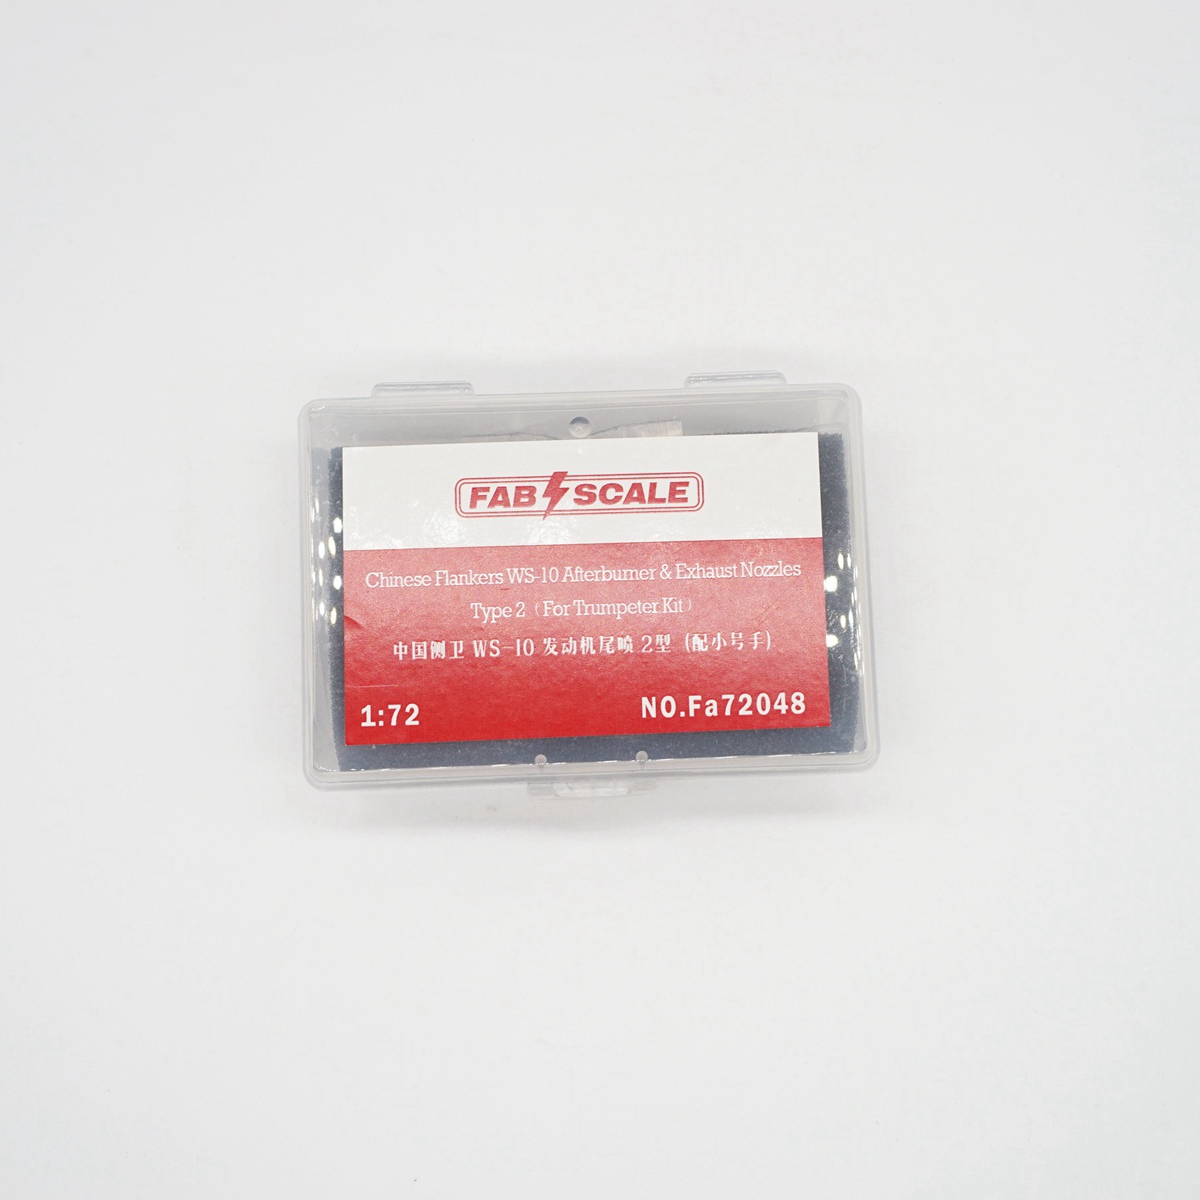 FAB SCALE
Chinese Flankers WS-10 Afterburner & Exhaust Nozzles
Type 2 (For Trumpeter Kit)
中国侧卫 WS-10 发动机尾喷 2型 (配小号手)
1:72 NO.Fa72048